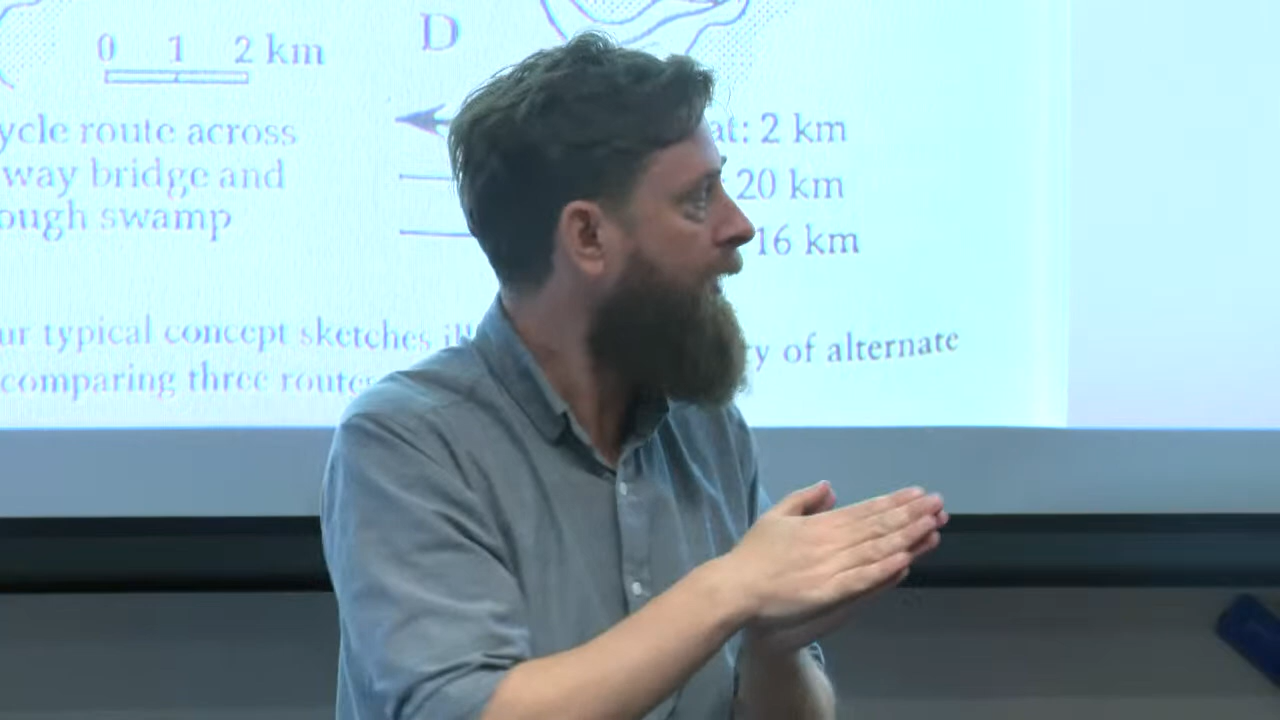 D
0 1 2 km
ycle route across
way bridge and
ough swamp
at: 2 km
20 km
16 km
ur typical concept sketches ill y of alternate
comparing three route